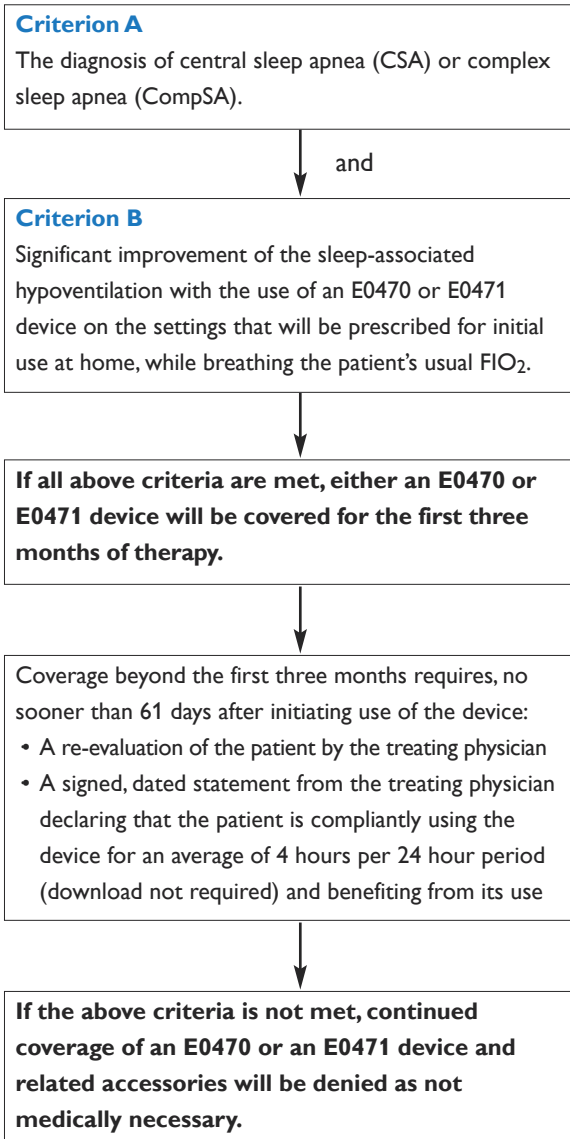 Criterion A
The diagnosis of central sleep apnea (CSA) or complex
sleep apnea (CompSA).
and
Criterion B
Significant improvement of the sleep-associated
hypoventilation with the use of an E0470 or E0471
device on the settings that will be prescribed for initial
use at home, while breathing the patient's usual FIO2.
If all above criteria are met, either an E0470 or
E0471 device will be covered for the first three
months of therapy.
Coverage beyond the first three months requires, no
sooner than 61 days after initiating use of the device:
• A re-evaluation of the patient by the treating physician
• A signed, dated statement from the treating physician
declaring that the patient is compliantly using the
device for an average of 4 hours per 24 hour period
(download not required) and benefiting from its use
If the above criteria is not met, continued
coverage of an E0470 or an E0471 device and
related accessories will be denied as not
medically necessary.